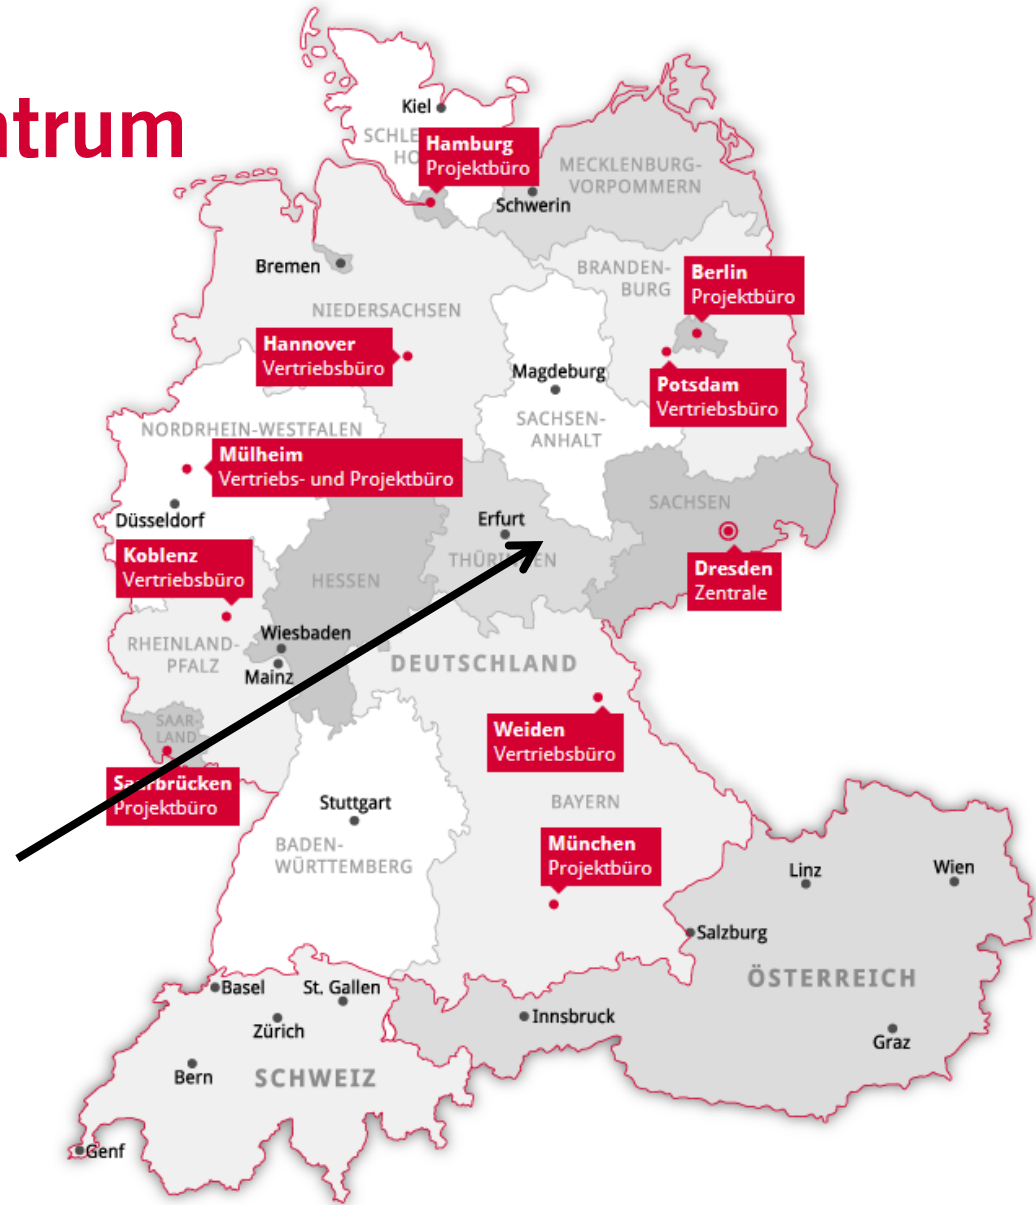 ntrum
Kiel
Hamburg
Projektbüro
MECKLENBURG-
VORPOMMERN
Schwerin
Bremen
BRANDEN-
BURG
Berlin
Projektbüro
NIEDERSACHSEN
Hannover
Vertriebsbüro
Magdeburg
Potsdam
Vertriebsbüro
SACHSEN-
ANHALT
NORDRHEIN-WESTFALEN
Mülheim
Vertriebs- und Projektbüro
Düsseldorf
SACHSEN
Erfurt
THÜRINGEN
Dresden
Zentrale
Koblenz
Vertriebsbüro
HESSEN
RHEINLAND-
PFALZ
Wiesbaden
Mainz
DEUTSCHLAND
SAAR-
LAND
Saarbrücken
Projektbüro
Weiden
Vertriebsbüro
Stuttgart
BADEN-
WÜRTTEMBERG
BAYERN
München
Projektbüro
Linz
Wien
Salzburg
ÖSTERREICH
Basel
St. Gallen
Zürich
Innsbruck
Graz
Bern
SCHWEIZ
Genf